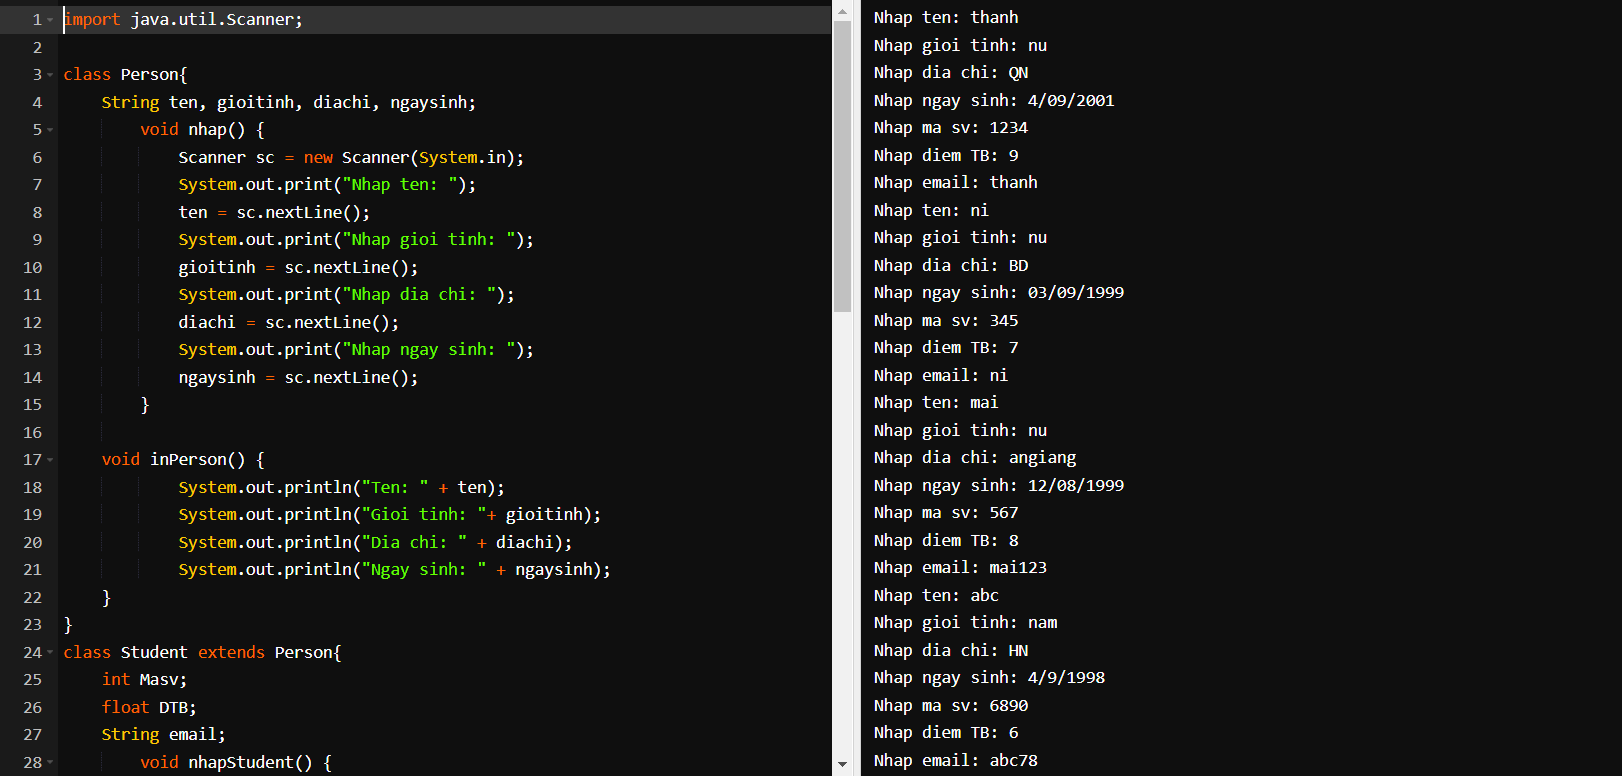 1 import java.util.Scanner;
2
3 class Person{
4 String ten, gioitinh, diachi, ngaysinh;
5 void nhap() {
6 Scanner sc = new Scanner(System.in);
7 System.out.print("Nhap ten: ");
8 ten = sc.nextLine();
9 System.out.print("Nhap gioi tinh: ");
10 gioitinh = sc.nextLine();
11 System.out.print("Nhap dia chi: ");
12 diachi = sc.nextLine();
13 System.out.print("Nhap ngay sinh: ");
14 ngaysinh = sc.nextLine();
15 }
16
17 void inPerson() {
18 System.out.println("Ten: " + ten);
19 System.out.println("Gioi tinh: "+ gioitinh);
20 System.out.println("Dia chi: " + diachi);
21 System.out.println("Ngay sinh: " + ngaysinh);
22 }
23 }
24 class Student extends Person{
25 int Masv;
26 float DTB;
27 String email;
28 void nhapStudent() {
Nhap ten: thanh
Nhap gioi tinh: nu
Nhap dia chi: QN
Nhap ngay sinh: 4/09/2001
Nhap ma sv: 1234
Nhap diem TB: 9
Nhap email: thanh
Nhap ten: ni
Nhap gioi tinh: nu
Nhap dia chi: BD
Nhap ngay sinh: 03/09/1999
Nhap ma sv: 345
Nhap diem TB: 7
Nhap email: ni
Nhap ten: mai
Nhap gioi tinh: nu
Nhap dia chi: angiang
Nhap ngay sinh: 12/08/1999
Nhap ma sv: 567
Nhap diem TB: 8
Nhap email: mai123
Nhap ten: abc
Nhap gioi tinh: nam
Nhap dia chi: HN
Nhap ngay sinh: 4/9/1998
Nhap ma sv: 6890
Nhap diem TB: 6
Nhap email: abc78